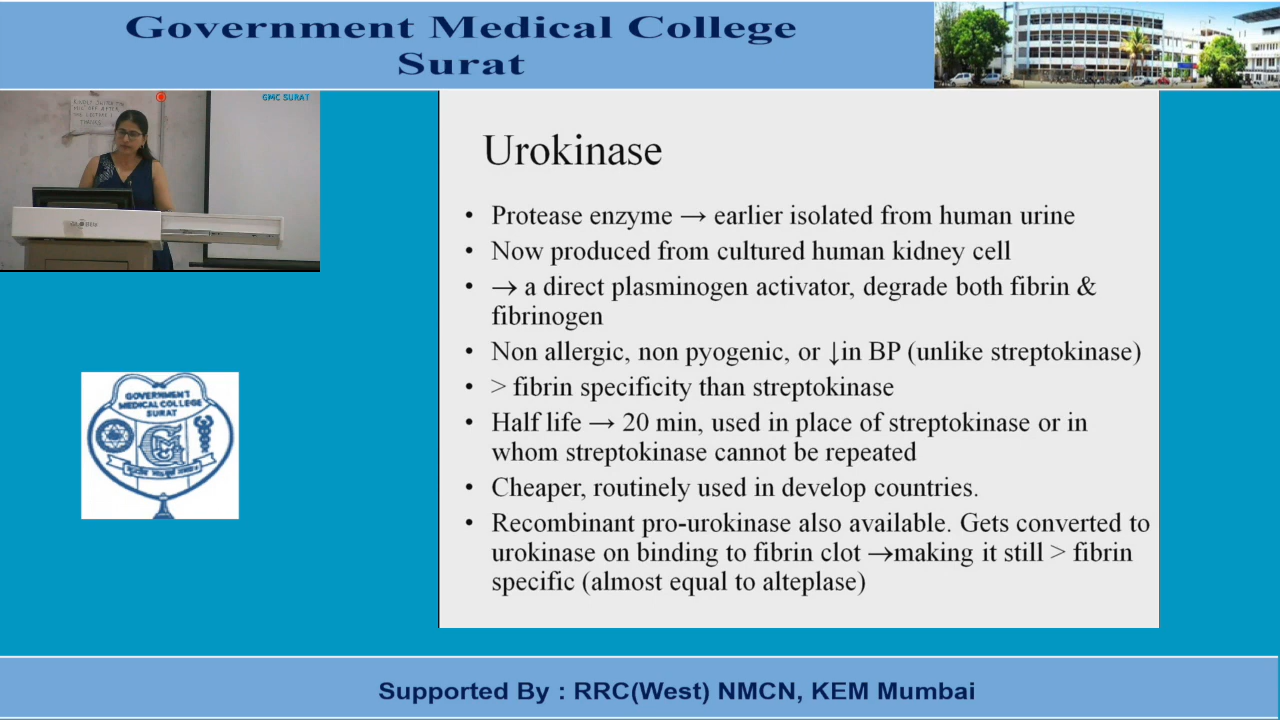 Government Medical College
Surat
GMC SURAT
Urokinase
• Protease enzyme → earlier isolated from human urine
• Now produced from cultured human kidney cell
• → a direct plasminogen activator, degrade both fibrin &
fibrinogen
• Non allergic, non pyogenic, or ↓in BP (unlike streptokinase)
• > fibrin specificity than streptokinase
• Half life → 20 min, used in place of streptokinase or in
whom streptokinase cannot be repeated
• Cheaper, routinely used in develop countries.
• Recombinant pro-urokinase also available. Gets converted to
urokinase on binding to fibrin clot →making it still > fibrin
specific (almost equal to alteplase)
GOVERNMENT
MEDICAL COLLEGE
SURAT
Supported By : RRC(West) NMCN, KEM Mumbai